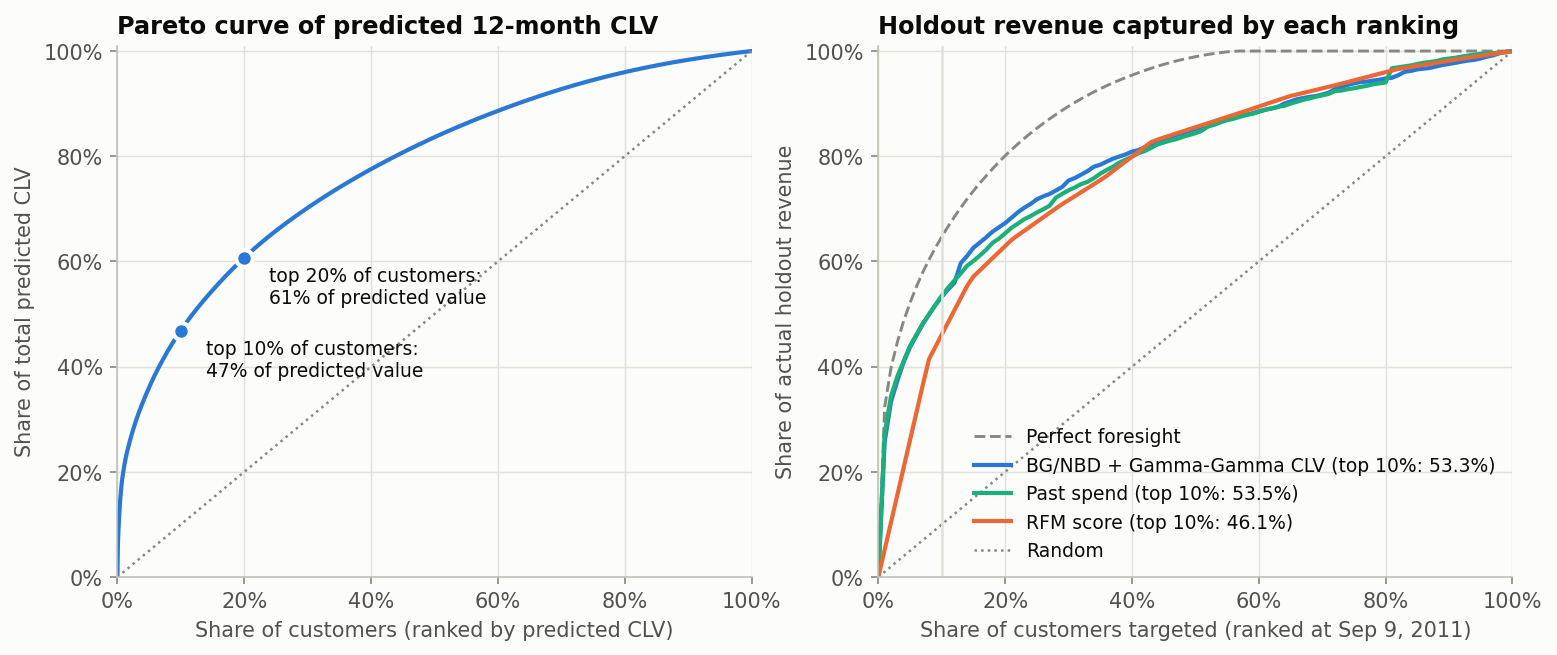 Pareto curve of predicted 12-month CLV
Share of total predicted CLV
100%
80%
60%
40%
20%
0%
top 20% of customers:
61% of predicted value
top 10% of customers:
47% of predicted value
0%
20%
40%
60%
80%
100%
Share of customers (ranked by predicted CLV)
Holdout revenue captured by each ranking
Share of actual holdout revenue
100%
80%
60%
40%
20%
0%
Perfect foresight
BG/NBD + Gamma-Gamma CLV (top 10%: 53.3%)
Past spend (top 10%: 53.5%)
RFM score (top 10%: 46.1%)
Random
0%
20%
40%
60%
80%
100%
Share of customers targeted (ranked at Sep 9, 2011)